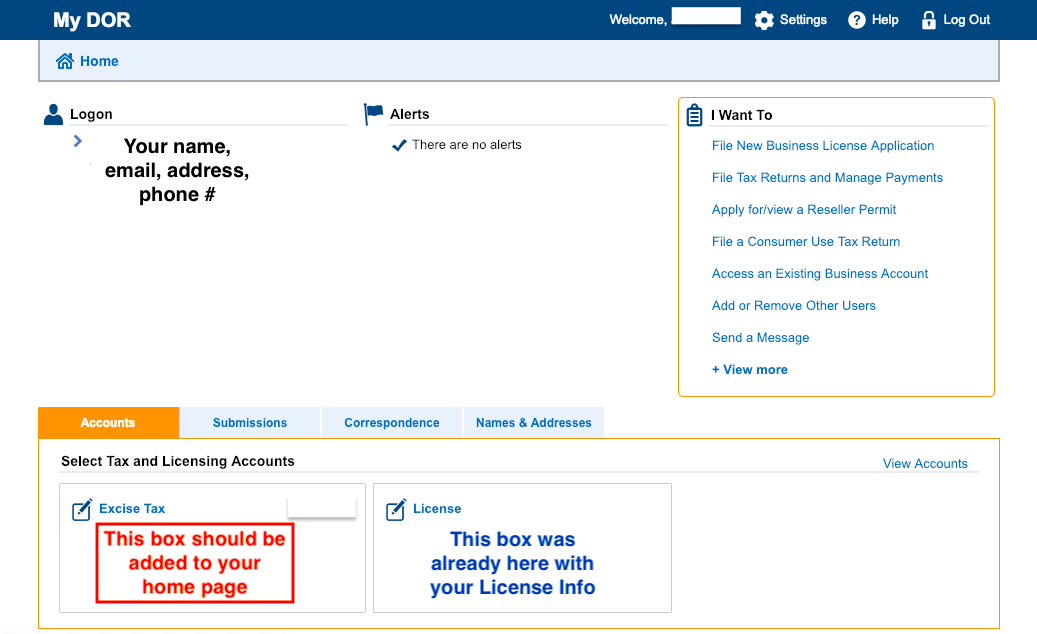 My DOR
Welcome,
Settings
Help
Log Out
Home
Logon
Your name,
email, address,
phone #
Alerts
There are no alerts
I Want To
File New Business License Application
File Tax Returns and Manage Payments
Apply for/view a Reseller Permit
File a Consumer Use Tax Return
Access an Existing Business Account
Add or Remove Other Users
Send a Message
+ View more
Accounts
Submissions
Correspondence
Names & Addresses
Select Tax and Licensing Accounts
View Accounts
Excise Tax
This box should be
added to your
home page
License
This box was
already here with
your License Info